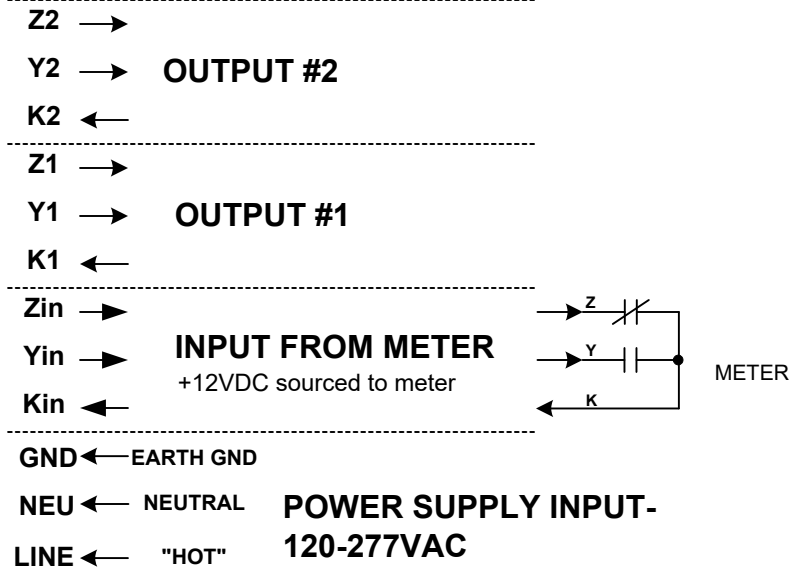 Z2
Y2 OUTPUT #2
K2
Z1
Y1 OUTPUT #1
K1
Zin Z
Yin INPUT FROM METER Y
+12VDC sourced to meter METER
Kin K
GND EARTH GND
NEU NEUTRAL POWER SUPPLY INPUT-
LINE "HOT" 120-277VAC